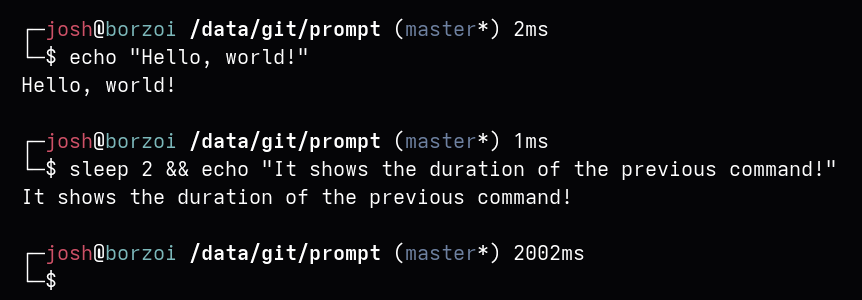 ┌─josh@borzoi /data/git/prompt (master*) 2ms
└─$ echo "Hello, world!"
Hello, world!

┌─josh@borzoi /data/git/prompt (master*) 1ms
└─$ sleep 2 && echo "It shows the duration of the previous command!"
It shows the duration of the previous command!

┌─josh@borzoi /data/git/prompt (master*) 2002ms
└─$